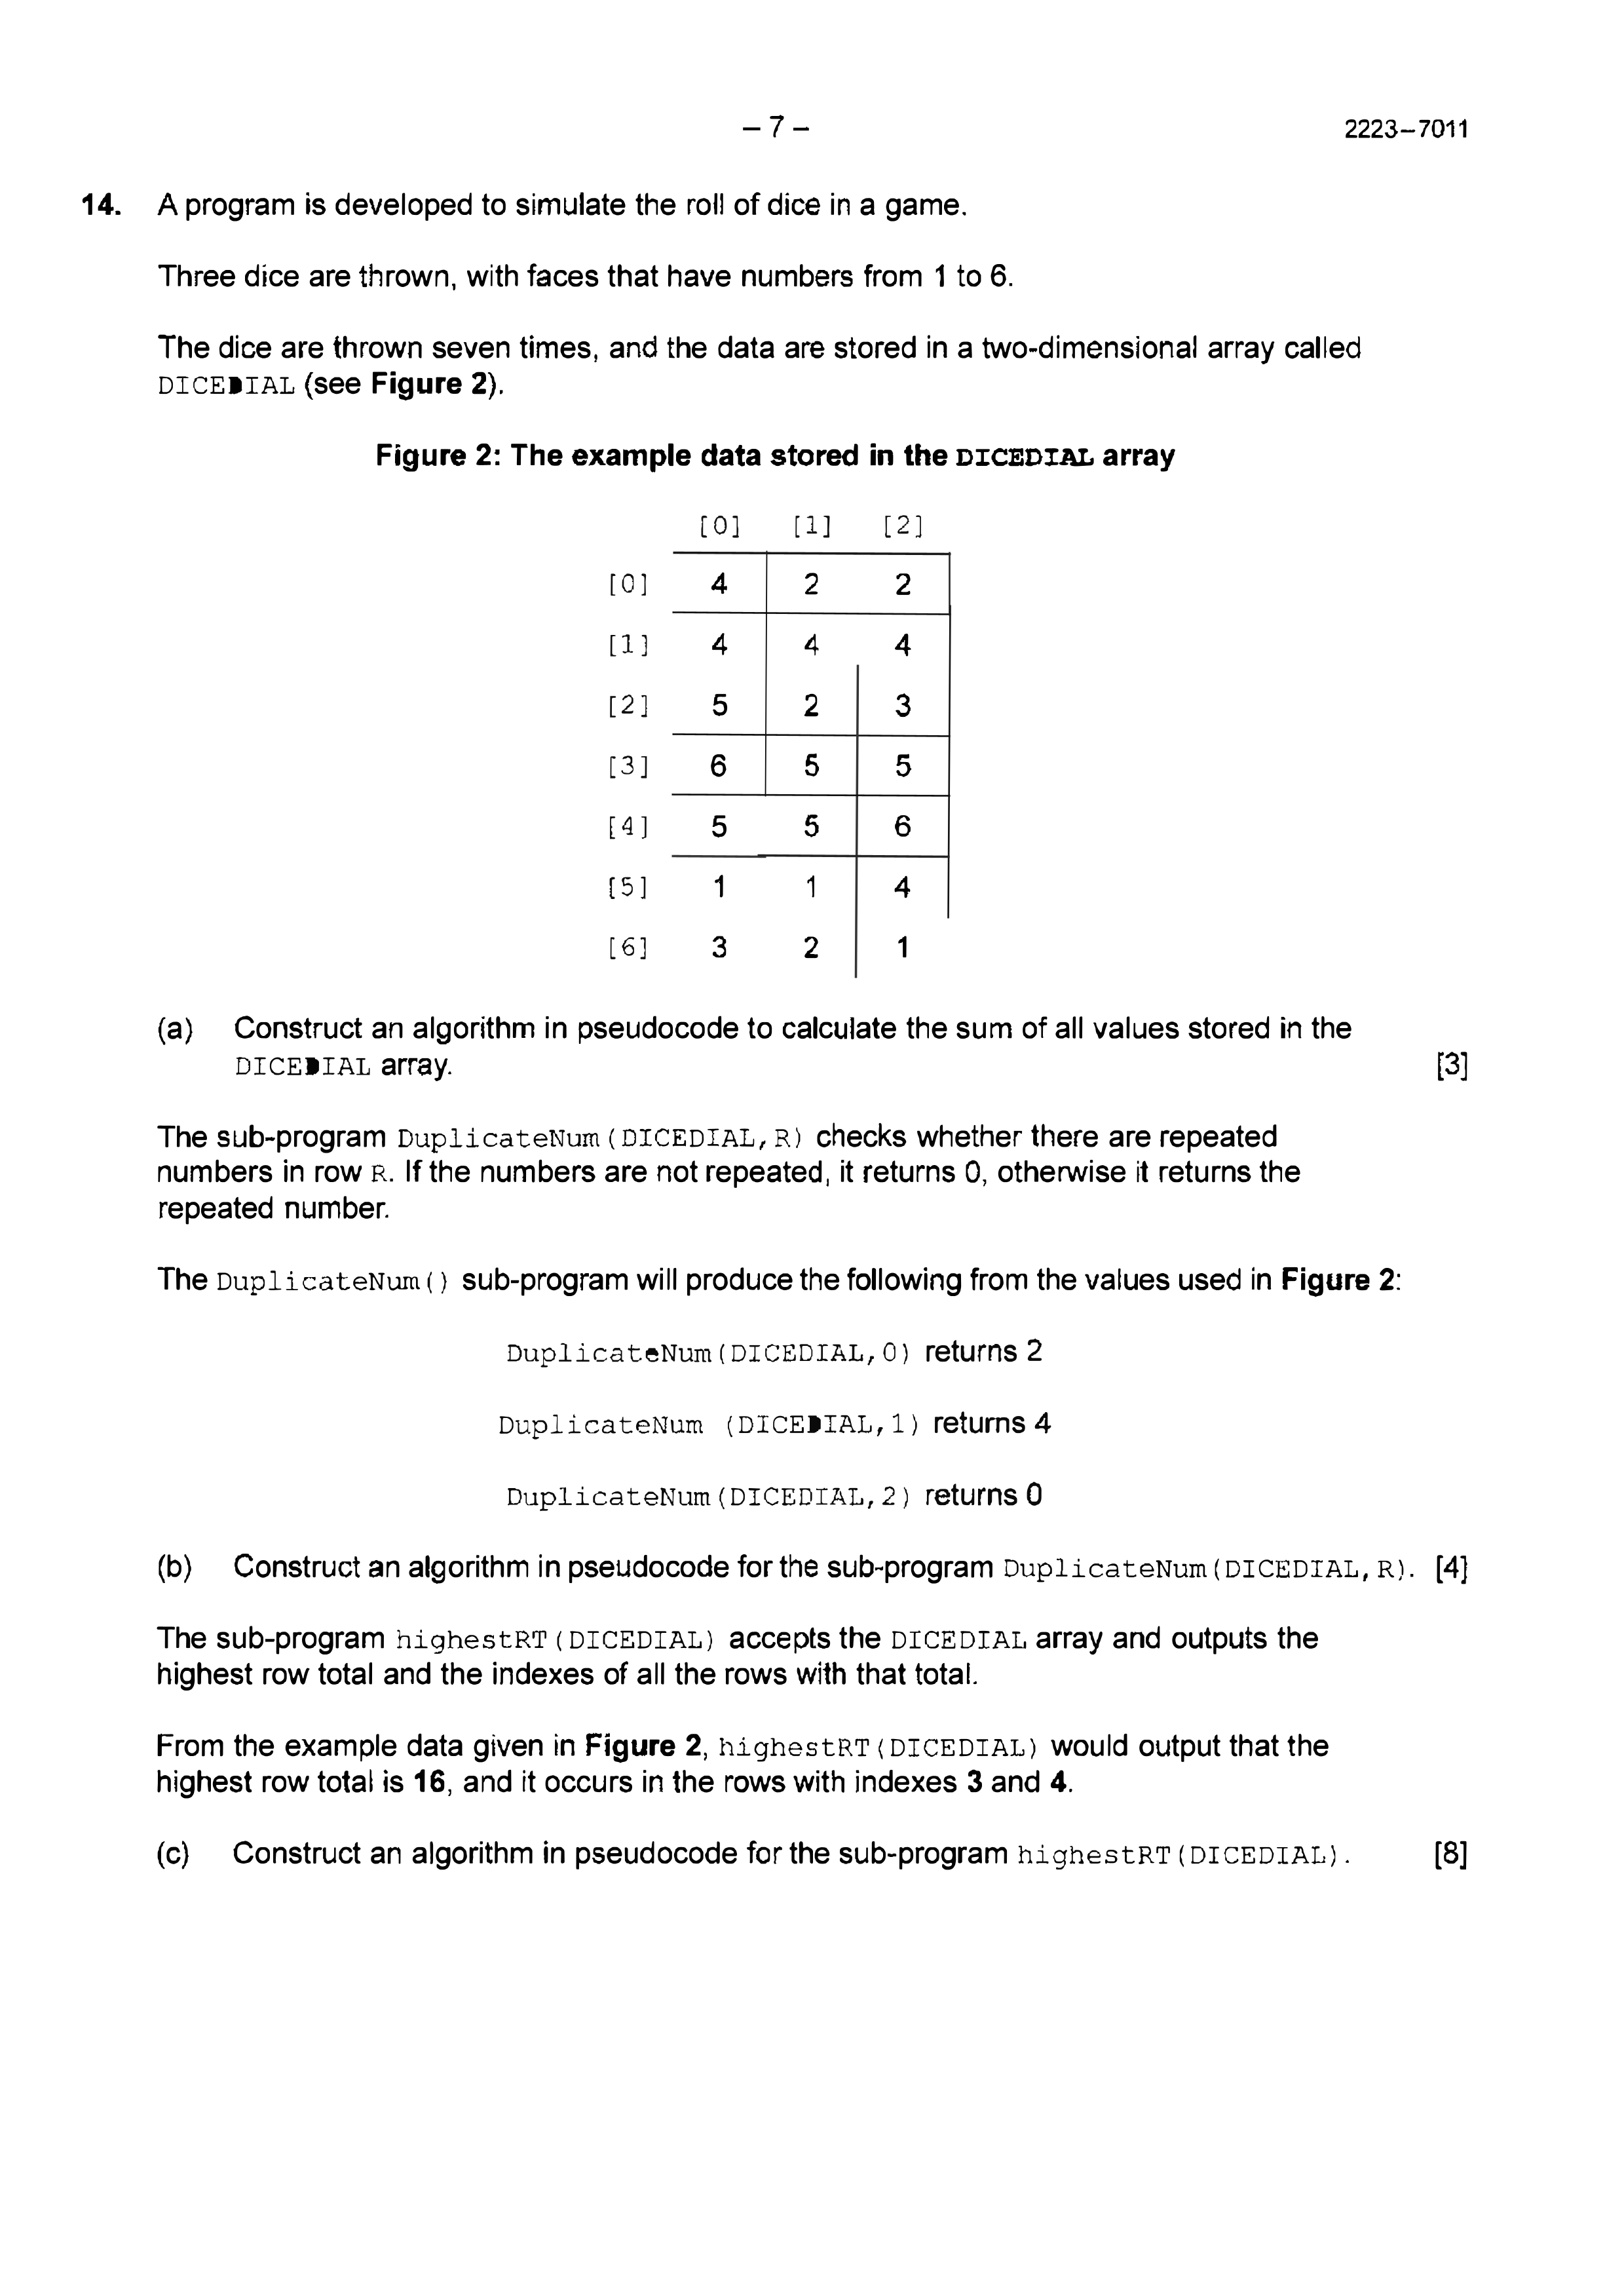 – 7 –
2223–7011
14. A program is developed to simulate the roll of dice in a game.
Three dice are thrown, with faces that have numbers from 1 to 6.
The dice are thrown seven times, and the data are stored in a two-dimensional array called
DICEDIAL (see Figure 2).
Figure 2: The example data stored in the DICEDIAL array
[0] [1] [2]
[0] 4 2 2
[1] 4 4 4
[2] 5 2 3
[3] 6 5 5
[4] 5 5 6
[5] 1 1 4
[6] 3 2 1
(a) Construct an algorithm in pseudocode to calculate the sum of all values stored in the
DICEDIAL array. [3]
The sub-program DuplicateNum(DICEDIAL,R) checks whether there are repeated
numbers in row R. If the numbers are not repeated, it returns 0, otherwise it returns the
repeated number.
The DuplicateNum() sub-program will produce the following from the values used in Figure 2:
DuplicateNum(DICEDIAL,0) returns 2
DuplicateNum (DICEDIAL,1) returns 4
DuplicateNum(DICEDIAL,2) returns 0
(b) Construct an algorithm in pseudocode for the sub-program DuplicateNum(DICEDIAL,R). [4]
The sub-program highestRT(DICEDIAL) accepts the DICEDIAL array and outputs the
highest row total and the indexes of all the rows with that total.
From the example data given in Figure 2, highestRT(DICEDIAL) would output that the
highest row total is 16, and it occurs in the rows with indexes 3 and 4.
(c) Construct an algorithm in pseudocode for the sub-program highestRT(DICEDIAL). [8]